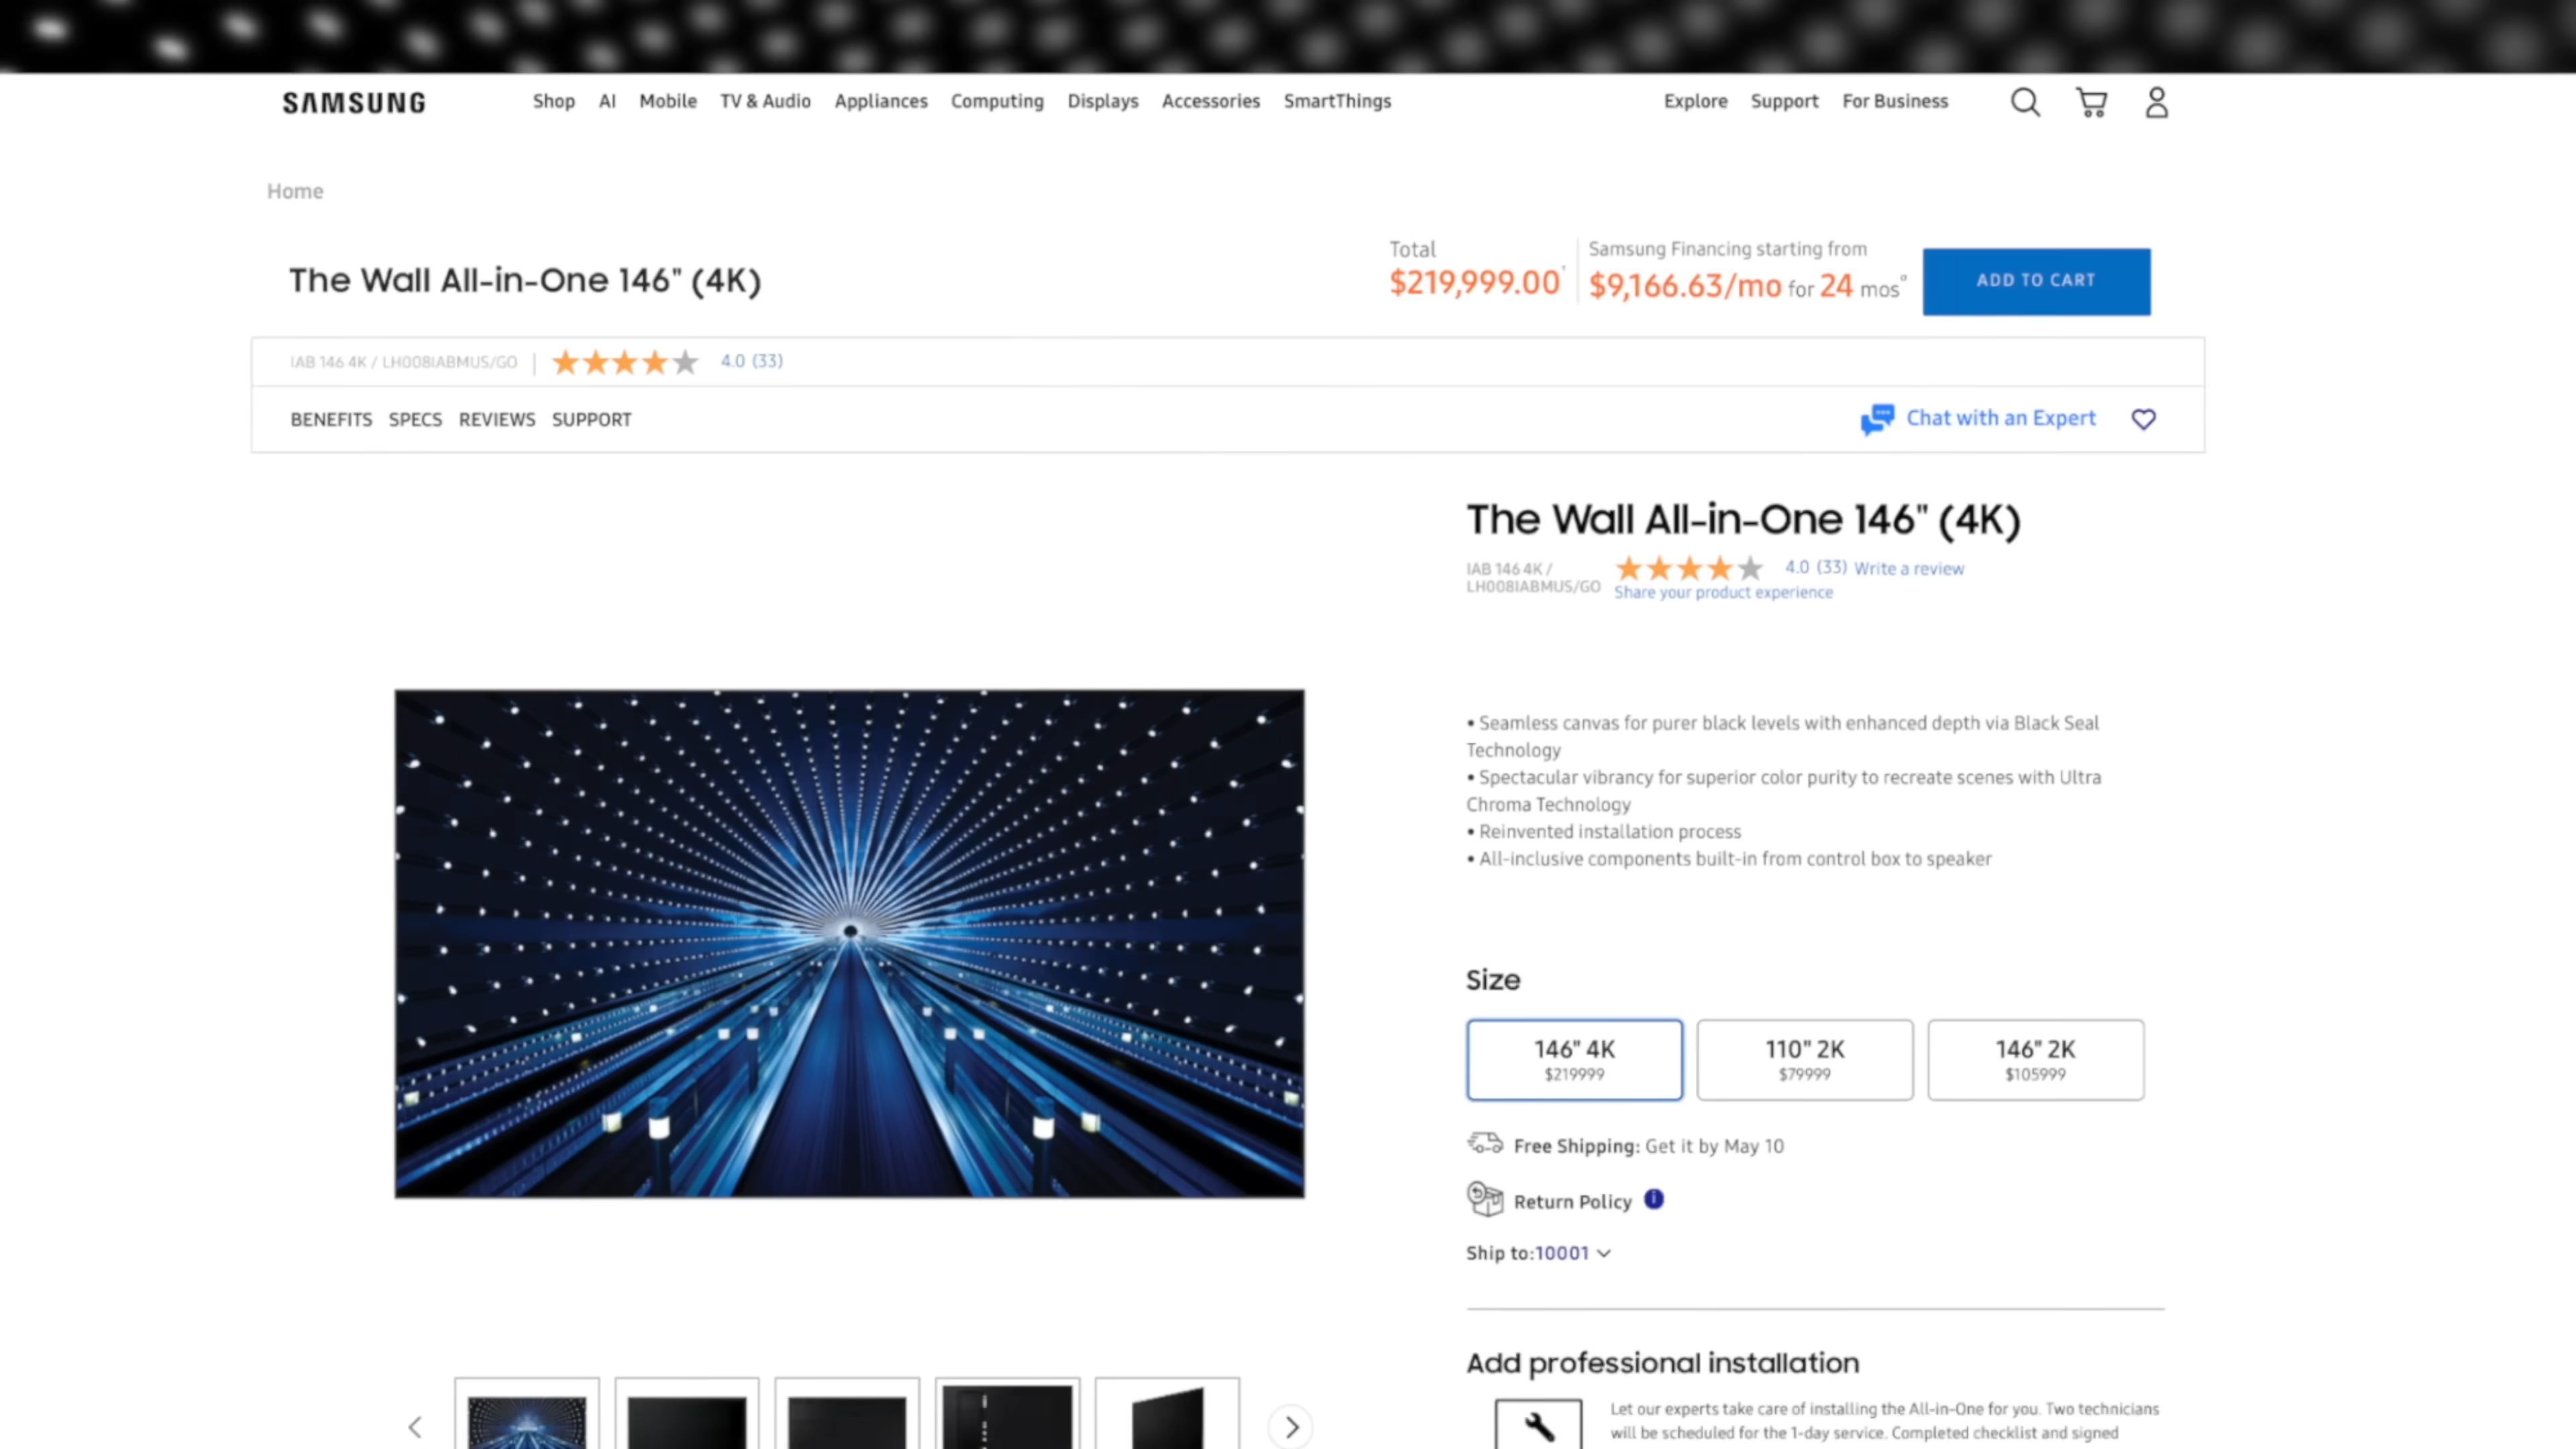 SAMSUNG
Shop AI Mobile TV & Audio Appliances Computing Displays Accessories SmartThings
Explore Support For Business
Home
The Wall All-in-One 146" (4K)
Total
$219,999.00
Samsung Financing starting from
$9,166.63/mo for 24 mos
ADD TO CART
IAB 146 4K / LH008IABMUS/GO | 4.0 (33)
BENEFITS SPECS REVIEWS SUPPORT
Chat with an Expert
The Wall All-in-One 146" (4K)
IAB 146 4K /
LH008IABMUS/GO
4.0 (33) Write a review
Share your product experience
• Seamless canvas for purer black levels with enhanced depth via Black Seal
Technology
• Spectacular vibrancy for superior color purity to recreate scenes with Ultra
Chroma Technology
• Reinvented installation process
• All-inclusive components built-in from control box to speaker
Size
146" 4K
$219999
110" 2K
$79999
146" 2K
$105999
Free Shipping: Get it by May 10
Return Policy
Ship to:10001
Add professional installation
Let our experts take care of installing the All-in-One for you. Two technicians
will be scheduled for the 1-day service. Completed checklist and signed